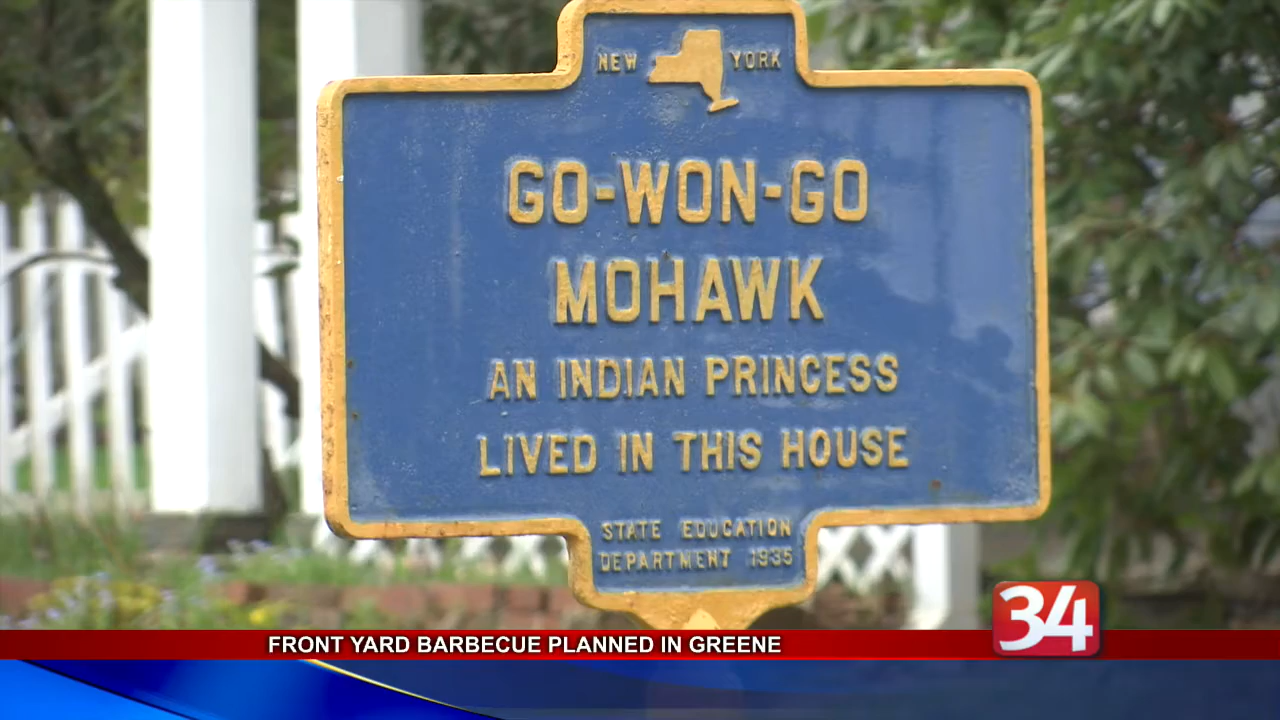 NEW YORK
GO-WON-GO
MOHAWK
AN INDIAN PRINCESS
LIVED IN THIS HOUSE
STATE EDUCATION
DEPARTMENT 1935
FRONT YARD BARBECUE PLANNED IN GREENE
34